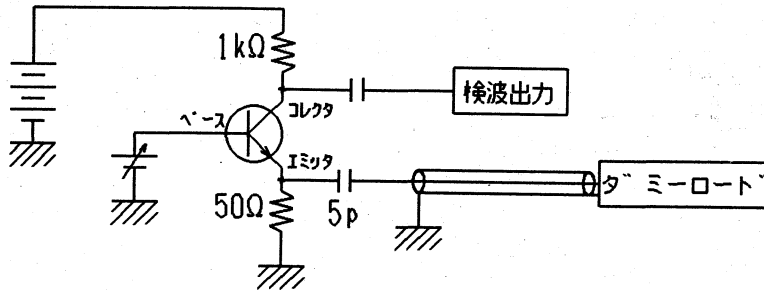 1kΩ
コレクタ
検波出力
ベース
エミッタ
50Ω
5p
ダミーロード